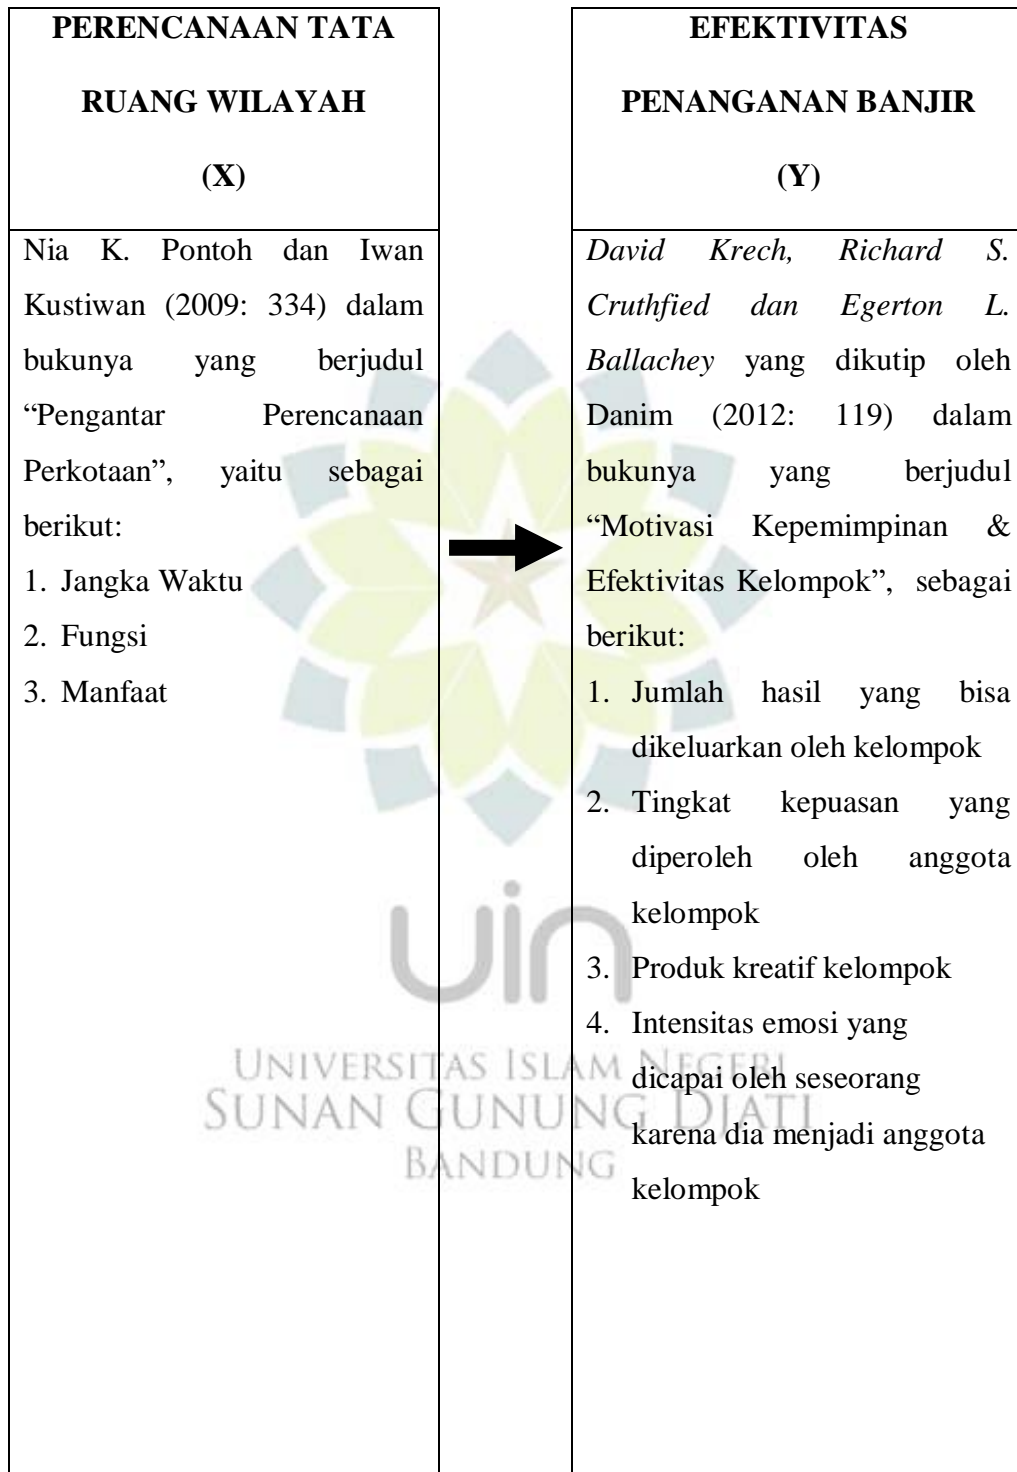 PERENCANAAN TATA
RUANG WILAYAH
(X)
Nia K. Pontoh dan Iwan
Kustiwan (2009: 334) dalam
bukunya yang berjudul
“Pengantar Perencanaan
Perkotaan”, yaitu sebagai
berikut:
1. Jangka Waktu
2. Fungsi
3. Manfaat
EFEKTIVITAS
PENANGANAN BANJIR
(Y)
David Krech, Richard S.
Cruthfied dan Egerton L.
Ballachey yang dikutip oleh
Danim (2012: 119) dalam
bukunya yang berjudul
“Motivasi Kepemimpinan &
Efektivitas Kelompok”, sebagai
berikut:
1. Jumlah hasil yang bisa
dikeluarkan oleh kelompok
2. Tingkat kepuasan yang
diperoleh oleh anggota
kelompok
3. Produk kreatif kelompok
4. Intensitas emosi yang
dicapai oleh seseorang
karena dia menjadi anggota
kelompok
uin
UNIVERSITAS ISLAM NEGERI
SUNAN GUNUNG DJATI
BANDUNG